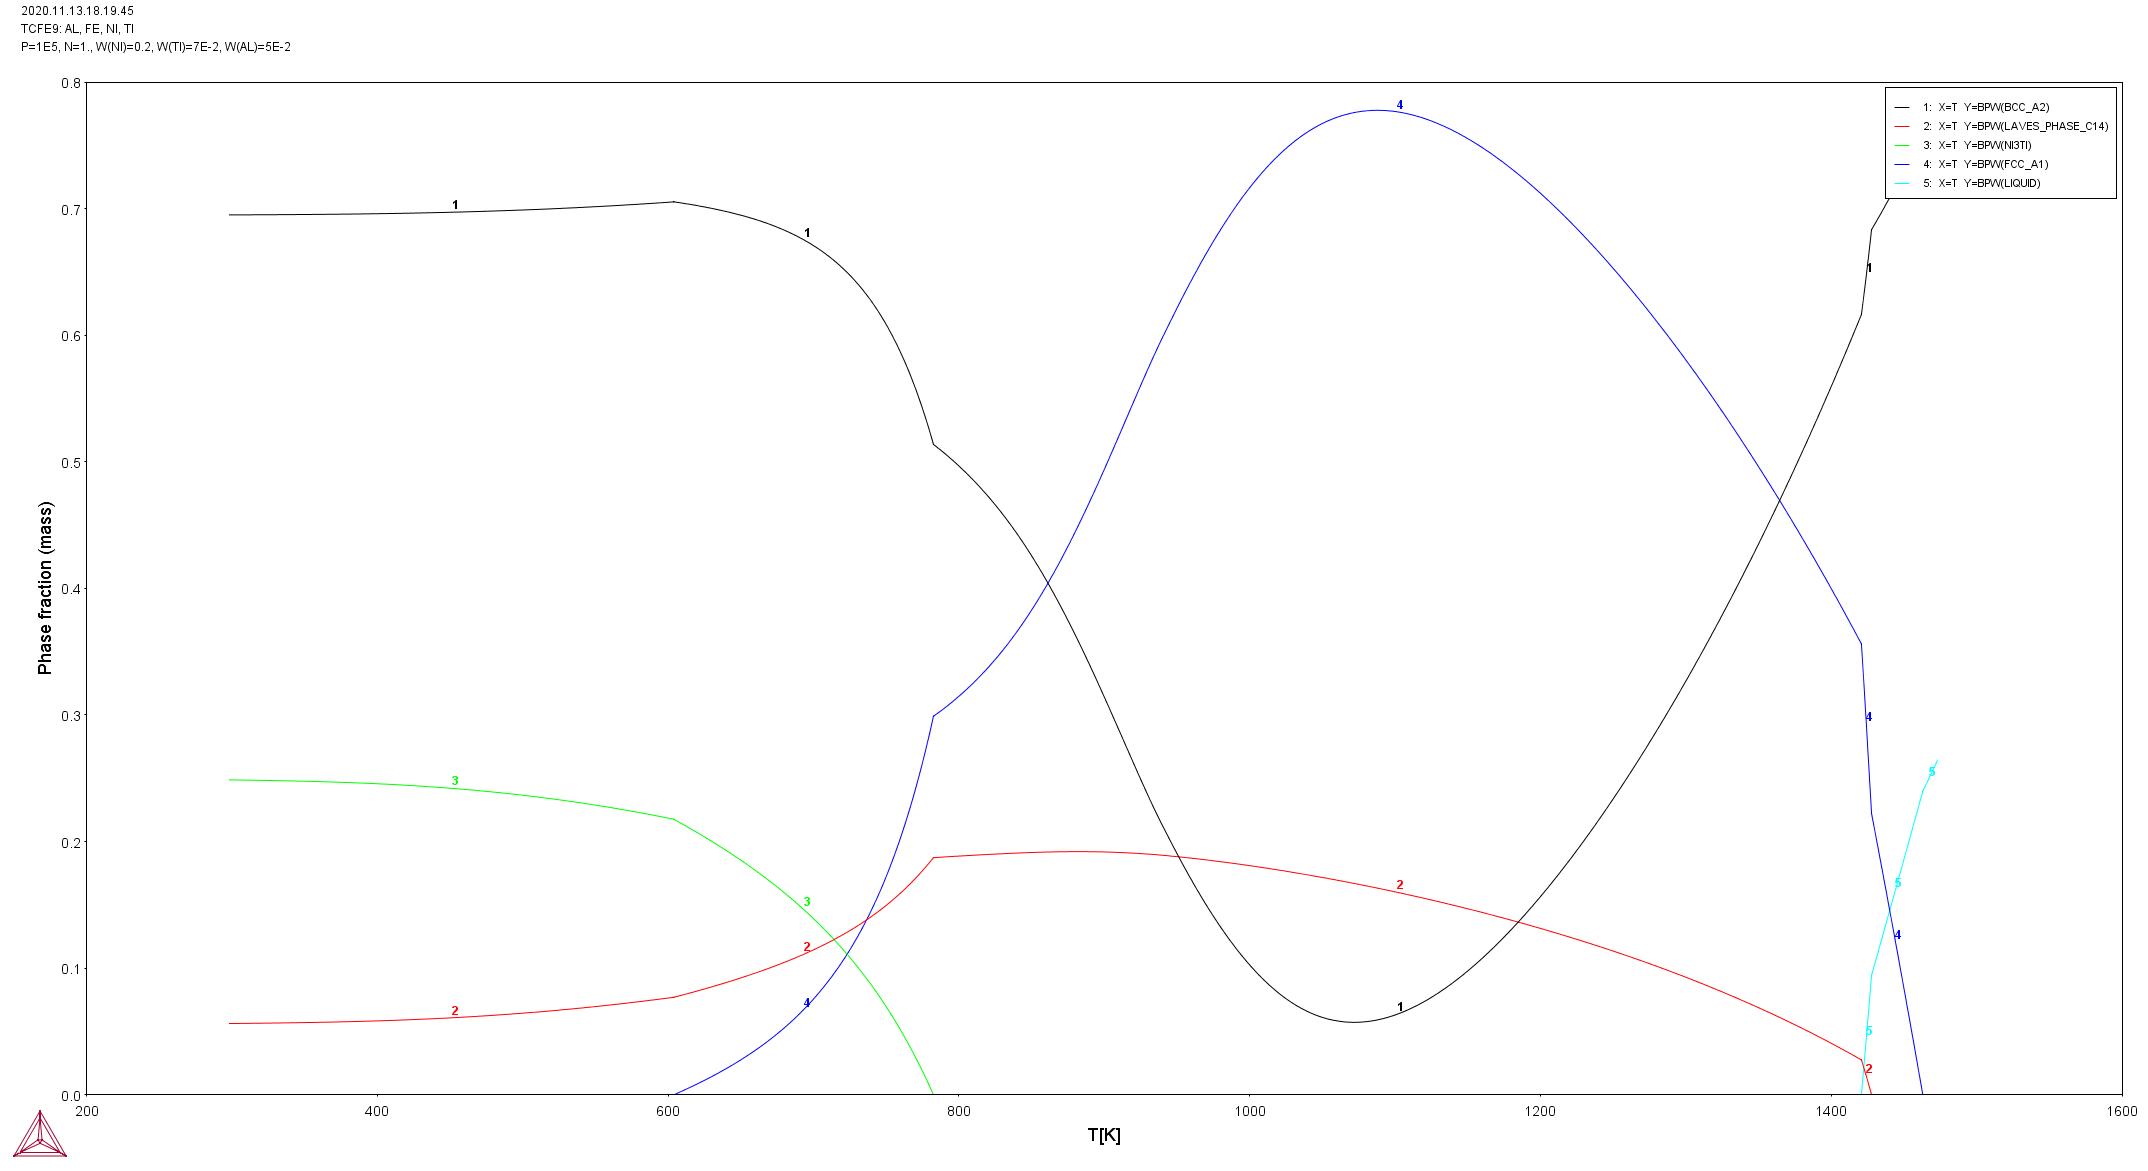 2020.11.13.18.19.45
TCFE9: AL, FE, NI, TI
P=1E5, N=1., W(NI)=0.2, W(TI)=7E-2, W(AL)=5E-2
1: X=T Y=BPW(BCC_A2)
2: X=T Y=BPW(LAVES_PHASE_C14)
3: X=T Y=BPW(NI3TI)
4: X=T Y=BPW(FCC_A1)
5: X=T Y=BPW(LIQUID)
Phase fraction (mass)
0.8
0.7
0.6
0.5
0.4
0.3
0.2
0.1
0.0
4
1
1
1
4
3
5
3
2
5
2
4
2
1
4
5
2
200 400 600 800 1000 1200 1400 1600
T[K]